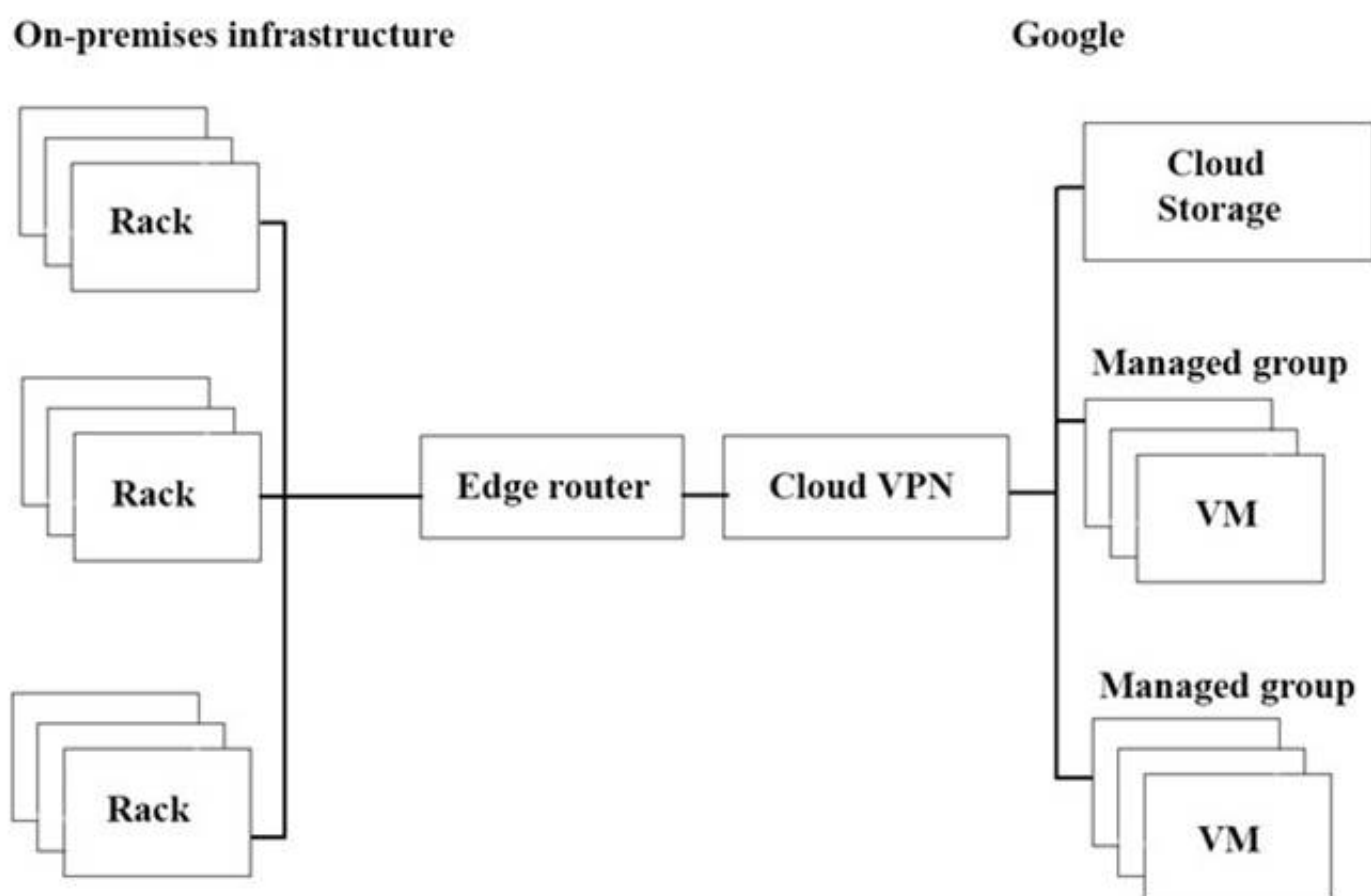 On-premises infrastructure
Google
Rack
Rack
Rack
Edge router
Cloud VPN
Cloud
Storage
Managed group
VM
Managed group
VM